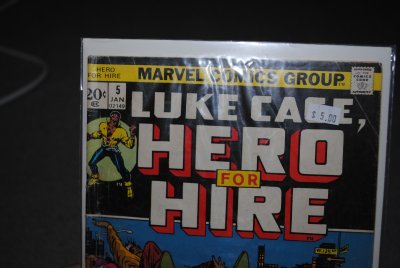 HERO
FOR HIRE
MARVEL COMICS GROUP
20¢
5
JAN
02149
LUKE CAGE,
$ 5.00
HERO
FOR
HIRE